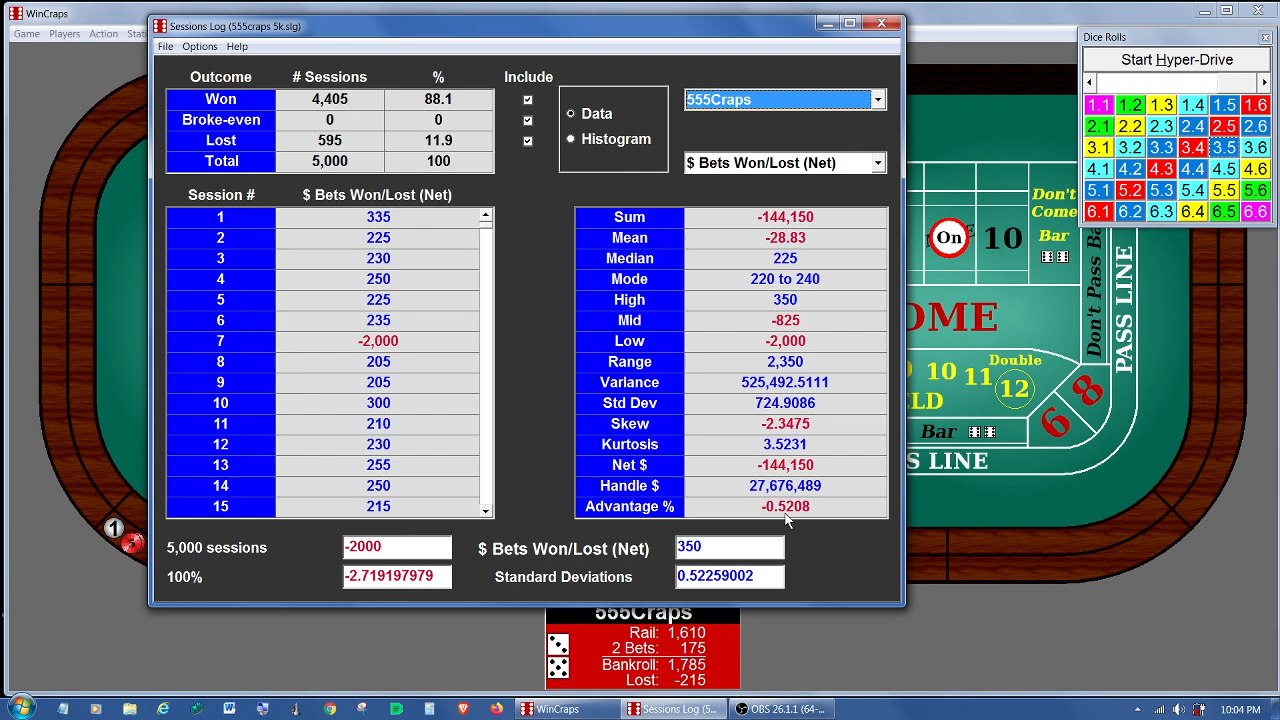 WinCraps
Game Players Action
Sessions Log (555craps 5k.slg)
File Options Help
Outcome # Sessions %
Won 4,405 88.1
Broke-even 0 0
Lost 595 11.9
Total 5,000 100
Include
Data
Histogram
555Craps
$ Bets Won/Lost (Net)
Session # $ Bets Won/Lost (Net)
1 335
2 225
3 230
4 250
5 225
6 235
7 -2,000
8 205
9 205
10 300
11 210
12 230
13 255
14 250
15 215
Sum -144,150
Mean -28.83
Median 225
Mode 220 to 240
High 350
Mid -825
Low -2,000
Range 2,350
Variance 525,492.5111
Std Dev 724.9086
Skew -2.3475
Kurtosis 3.5231
Net $ -144,150
Handle $ 27,676,489
Advantage % -0.5208
5,000 sessions -2000 $ Bets Won/Lost (Net) 350
100% -2.719197979 Standard Deviations 0.52259002
Dice Rolls
Start Hyper-Drive
1.1 1.2 1.3 1.4 1.5 1.6
2.1 2.2 2.3 2.4 2.5 2.6
3.1 3.2 3.3 3.4 3.5 3.6
4.1 4.2 4.3 4.4 4.5 4.6
5.1 5.2 5.3 5.4 5.5 5.6
6.1 6.2 6.3 6.4 6.5 6.6
On
10
Don't
Come
Bar
Don't Pass Ba
PASS LINE
OME
10 11
Double
12
LD
Bar
6 8
S LINE
1
3
555Craps
Rail: 1,610
2 Bets: 175
Bankroll: 1,785
Lost: -215
WinCraps
Sessions Log (5...
OBS 26.1.1 (64-...
10:04 PM